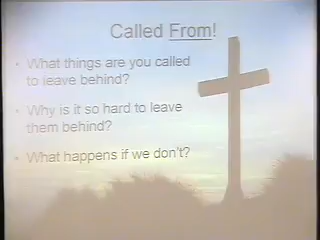 Called From!
• What things are you called
to leave behind?
• Why is it so hard to leave
them behind?
• What happens if we don't?